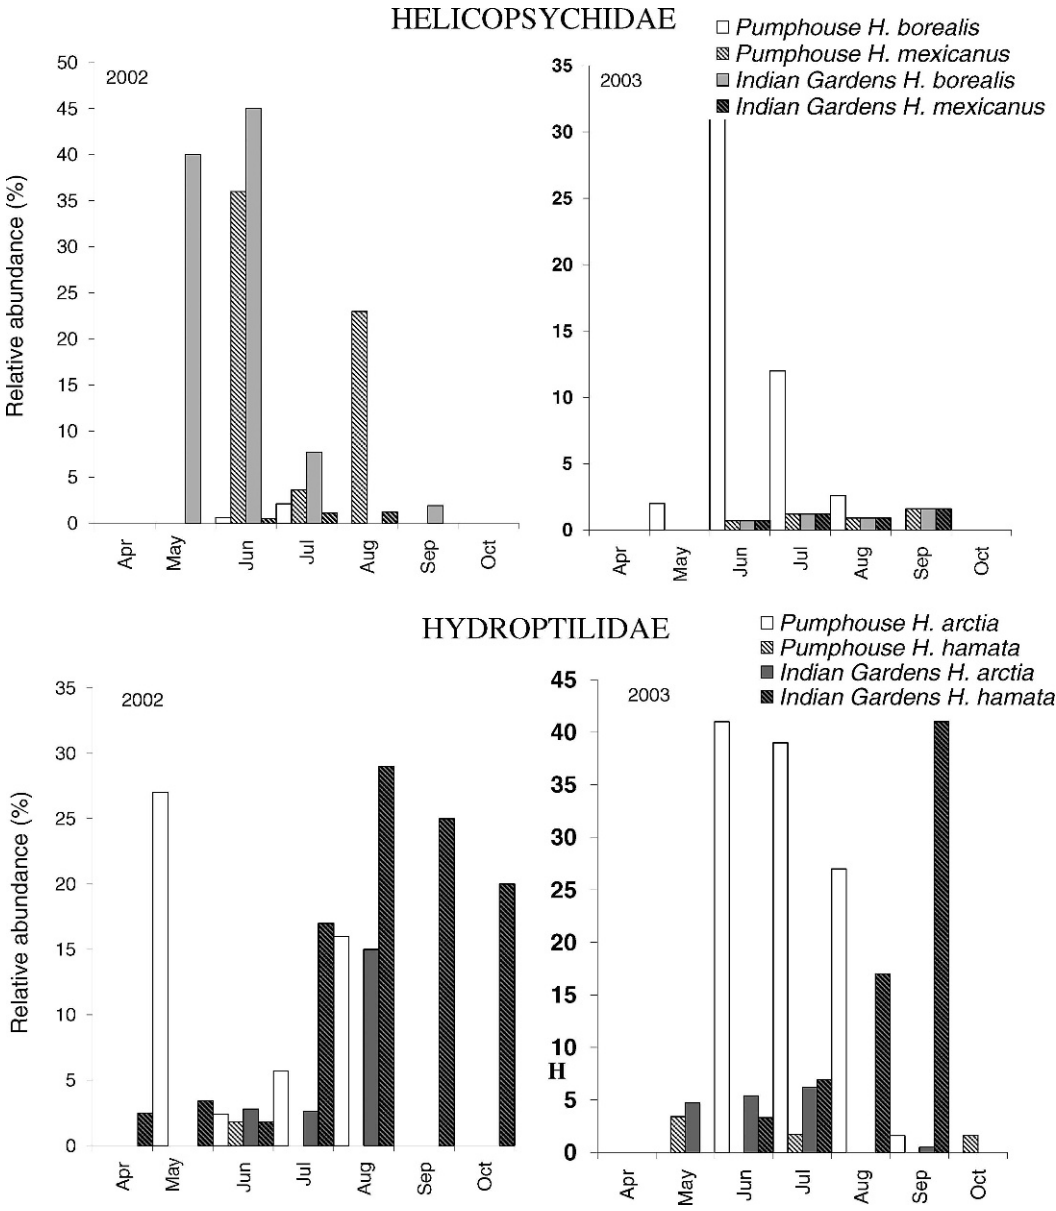 HELICOPSYCHIDAE
Pumphouse H. borealis
Pumphouse H. mexicanus
Indian Gardens H. borealis
Indian Gardens H. mexicanus
2002
Relative abundance (%)
50
45
40
35
30
25
20
15
10
5
0
Apr
May
Jun
Jul
Aug
Sep
Oct
2003
35
30
25
20
15
10
5
0
Apr
May
Jun
Jul
Aug
Sep
Oct
HYDROPTILIDAE
Pumphouse H. arctia
Pumphouse H. hamata
Indian Gardens H. arctia
Indian Gardens H. hamata
2002
Relative abundance (%)
35
30
25
20
15
10
5
0
Apr
May
Jun
Jul
Aug
Sep
Oct
2003
45
40
35
30
25
20
15
10
H
5
0
Apr
May
Jun
Jul
Aug
Sep
Oct